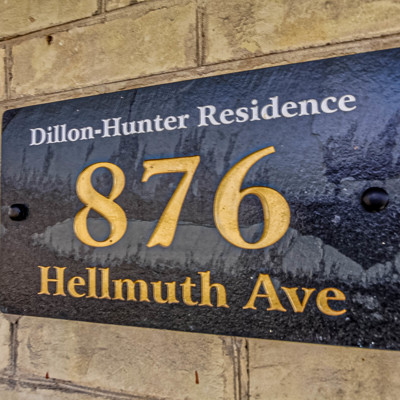 Dillon-Hunter Residence
876
Hellmuth Ave